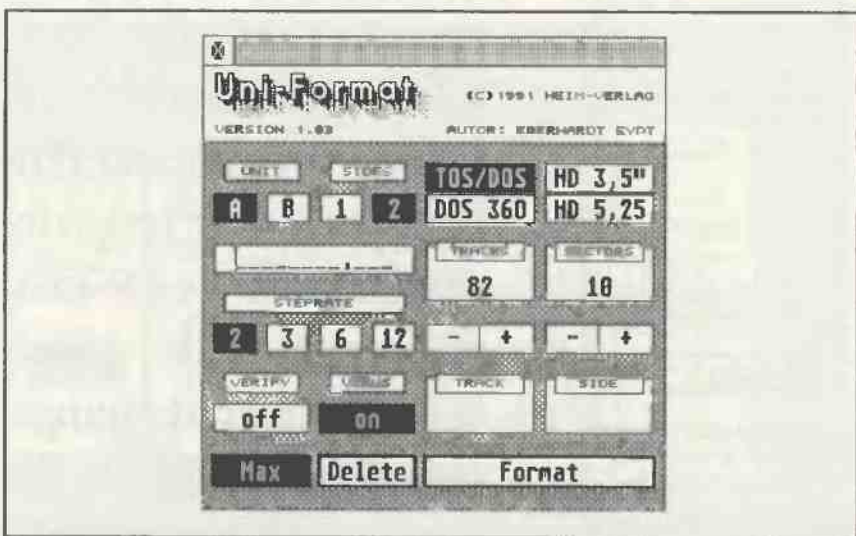 Uni-Format
(C) 1991 HEIM-VERLAG
VERSION 1.03
AUTOR: EBERHARDT EVDT
UNIT
SIDES
TOS/DOS
HD 3,5"
A
B
1
2
DOS 360
HD 5,25
TRACKS
SECTORS
82
10
STEPRATE
2
3
6
12
-
+
-
+
VERIFY
VIRUS
TRACK
SIDE
off
on
Max
Delete
Format